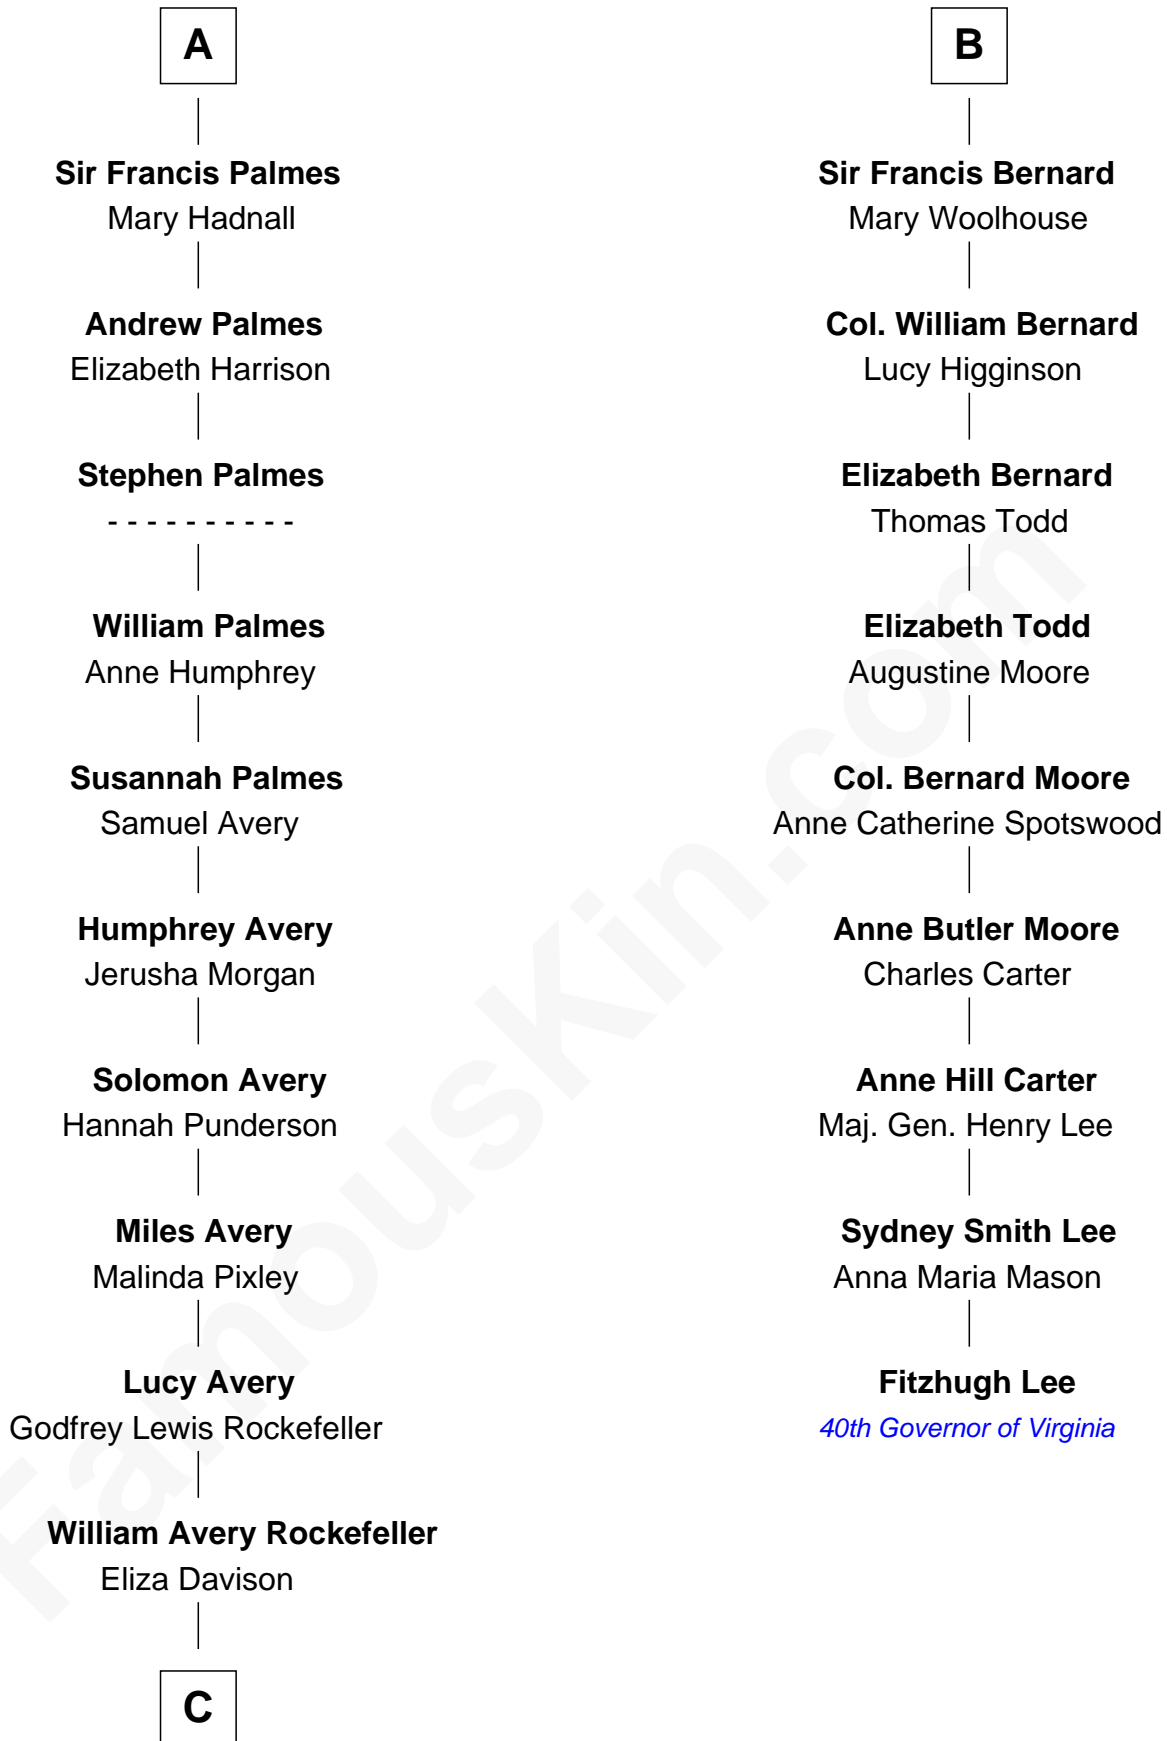 A
Sir Francis Palmes
Mary Hadnall
Andrew Palmes
Elizabeth Harrison
Stephen Palmes
- - - - - - - - - -
William Palmes
Anne Humphrey
Susannah Palmes
Samuel Avery
Humphrey Avery
Jerusha Morgan
Solomon Avery
Hannah Punderson
Miles Avery
Malinda Pixley
Lucy Avery
Godfrey Lewis Rockefeller
William Avery Rockefeller
Eliza Davison
C
B
Sir Francis Bernard
Mary Woolhouse
Col. William Bernard
Lucy Higginson
Elizabeth Bernard
Thomas Todd
Elizabeth Todd
Augustine Moore
Col. Bernard Moore
Anne Catherine Spotswood
Anne Butler Moore
Charles Carter
Anne Hill Carter
Maj. Gen. Henry Lee
Sydney Smith Lee
Anna Maria Mason
Fitzhugh Lee
40th Governor of Virginia
FamousKin.com